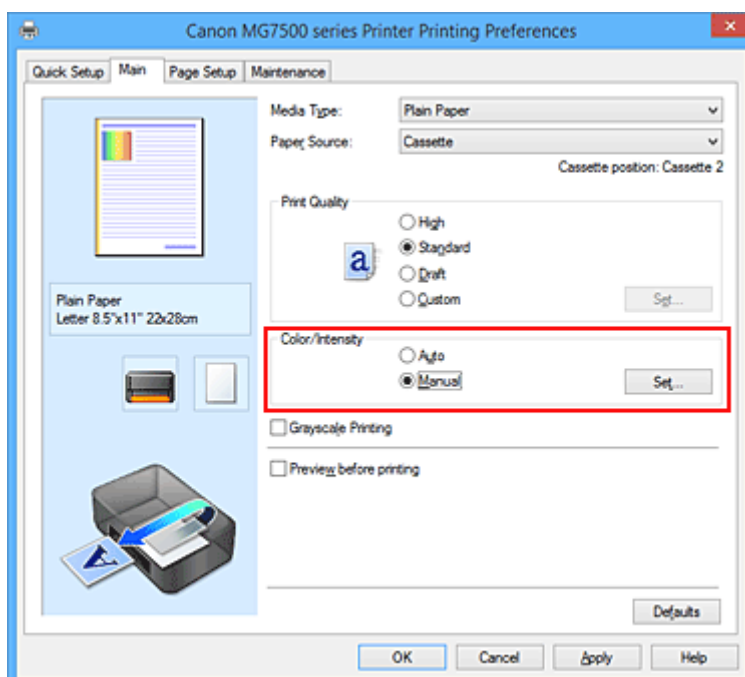 Canon MG7500 series Printer Printing Preferences
Quick Setup Main Page Setup Maintenance
Media Type: Plain Paper
Paper Source: Cassette
Cassette position: Cassette 2
Print Quality
High
Standard
Draft
Custom Set...
a
Plain Paper
Letter 8.5"x11" 22x28cm
Color/Intensity
Auto
Manual Set...
Grayscale Printing
Preview before printing
A
Defaults
OK Cancel Apply Help